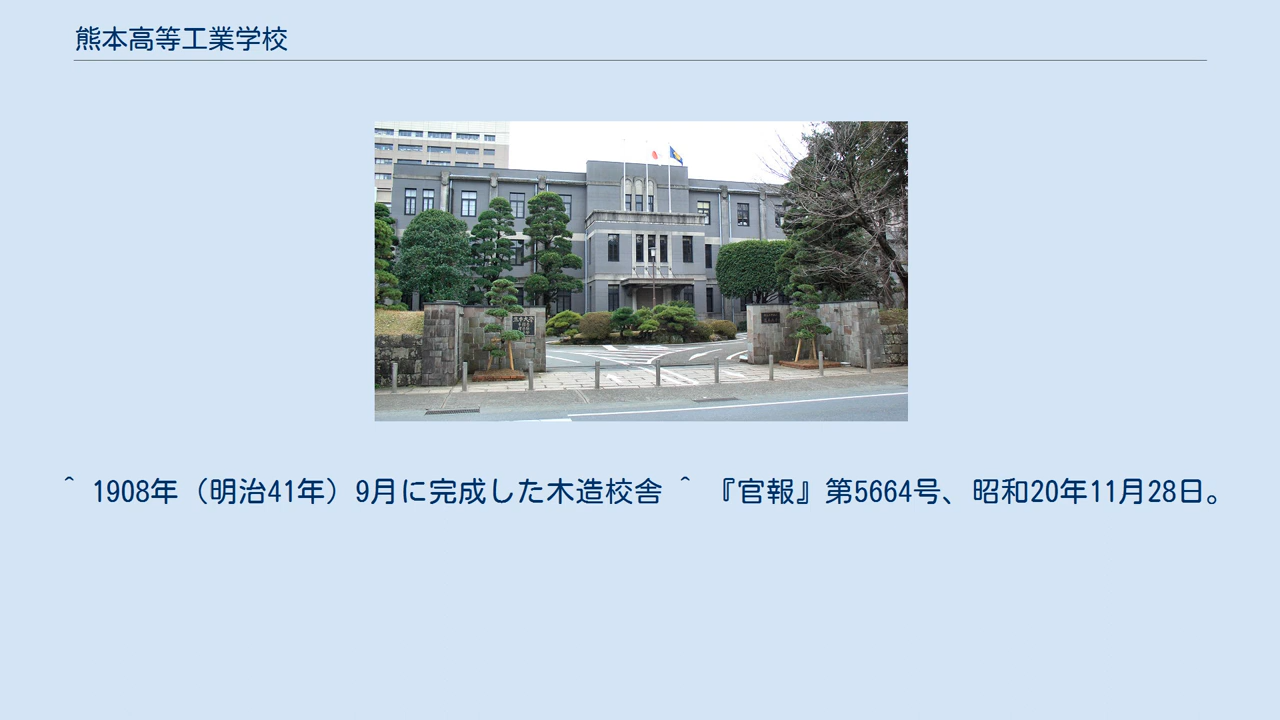 熊本高等工業学校
^ 1908年（明治41年）9月に完成した木造校舎 ^ 『官報』第5664号、昭和20年11月28日。